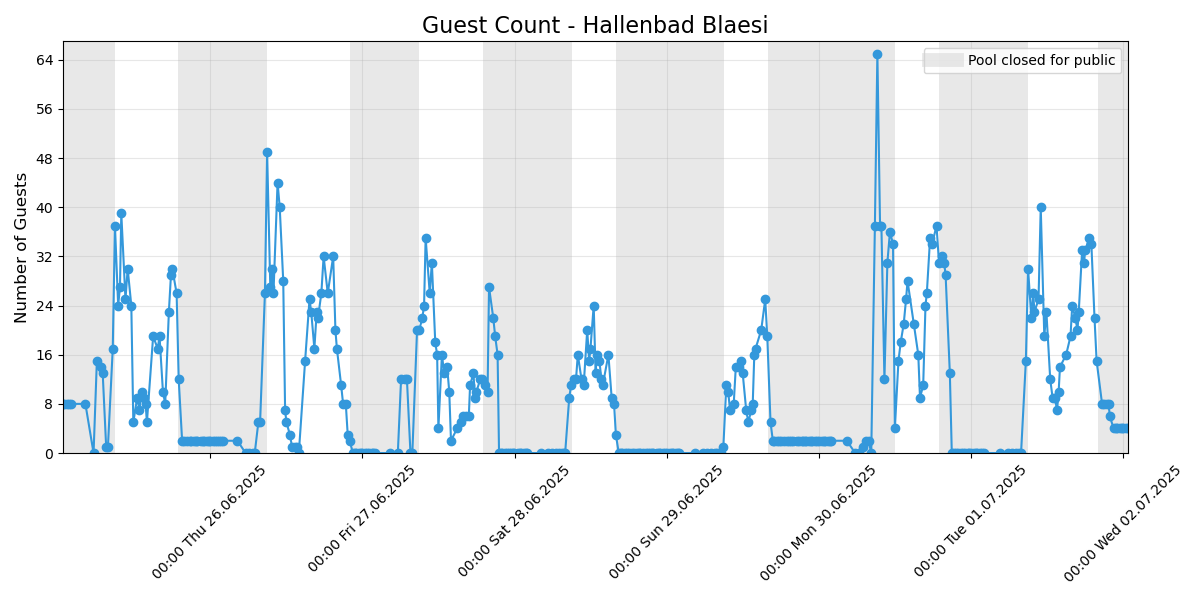 Guest Count - Hallenbad Blaesi
Number of Guests
64
56
48
40
32
24
16
8
0
Pool closed for public
00:00 Thu 26.06.2025
00:00 Fri 27.06.2025
00:00 Sat 28.06.2025
00:00 Sun 29.06.2025
00:00 Mon 30.06.2025
00:00 Tue 01.07.2025
00:00 Wed 02.07.2025